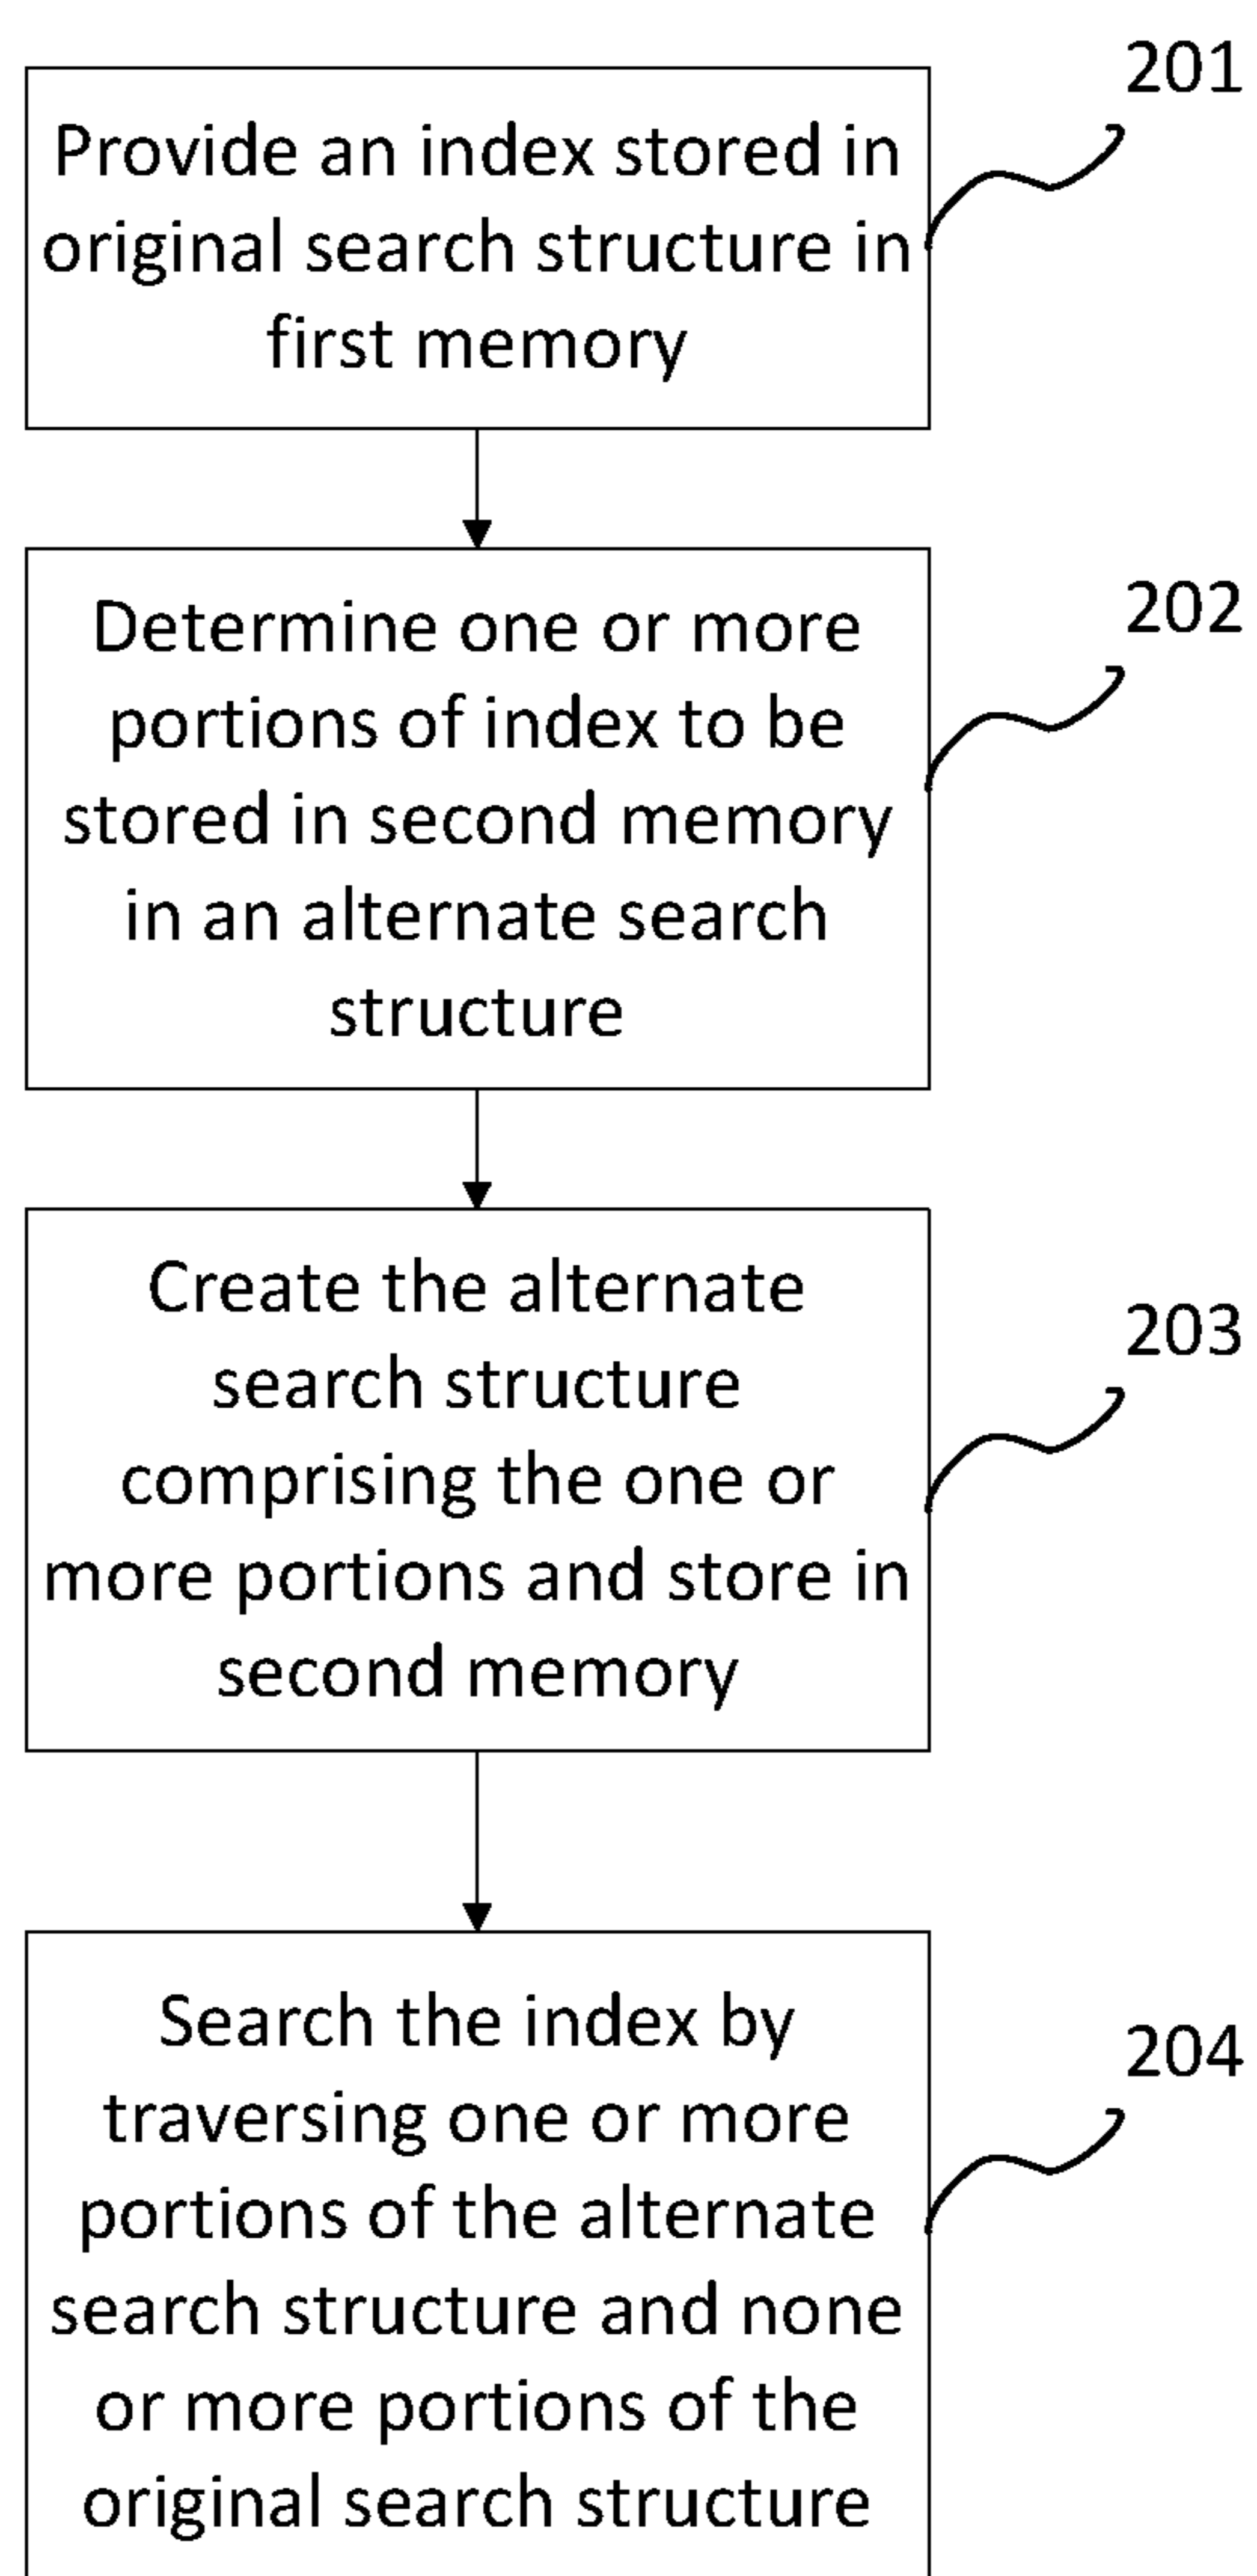 201
Provide an index stored in
original search structure in
first memory
202
Determine one or more
portions of index to be
stored in second memory
in an alternate search
structure
203
Create the alternate
search structure
comprising the one or
more portions and store in
second memory
204
Search the index by
traversing one or more
portions of the alternate
search structure and none
or more portions of the
original search structure